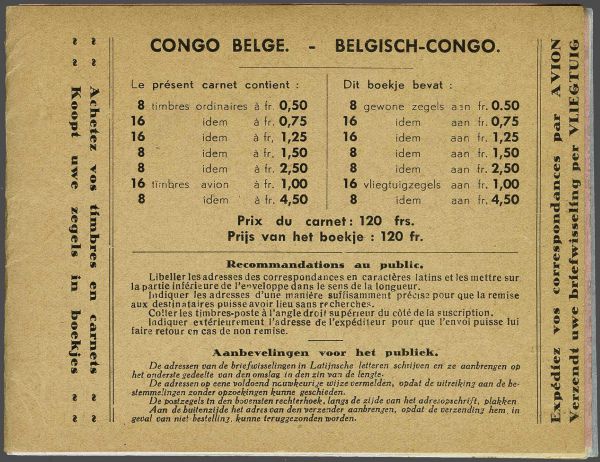 CONGO BELGE. - BELGISCH-CONGO.
Le présent carnet contient :
8 timbres ordinaires à fr. 0,50
16 idem à fr. 0,75
16 idem à fr. 1,25
8 idem à fr. 1,50
8 idem à fr. 2,50
16 timbres avion à fr. 1,00
8 idem à fr. 4,50
Dit boekje bevat :
8 gewone zegels aan fr. 0.50
16 idem aan fr. 0,75
16 idem aan fr. 1,25
8 idem aan fr. 1,50
8 idem aan fr. 2,50
16 vliegtuigzegels aan fr. 1,00
8 idem aan fr. 4,50
Prix du carnet : 120 frs.
Prijs van het boekje : 120 fr.
Recommandations au public.
Libeller les adresses des correspondances en caractères latins et les mettre sur
la partie inférieure de l'enveloppe dans le sens de la longueur.
Indiquer les adresses d'une manière suffisamment précise pour que la remise
aux destinataires puisse avoir lieu sans recherches.
Coller les timbres-poste à l'angle droit supérieur du côté de la suscription.
Indiquer extérieurement l'adresse de l'expéditeur pour que l'envoi puisse lui
faire retour en cas de non remise.
Aanbevelingen voor het publiek.
De adressen van de briefwisselingen in Latijnsche letteren schrijven en ze aanbrengen op
het onderste gedeelte van den omslag in den zin van de lengte.
De adressen op eene voldoend nauwkeurige wijze vermelden, opdat de uitreiking aan de be-
stemmelingen zonder opzoekingen kunne geschieden.
De postzegels in den bovensten rechterhoek, langs de zijde van het adresopschrift, plakken
Aan de buitenzijde het adres van den verzender aanbrengen, opdat de verzending hem, in
geval van niet bestelling, kunne teruggezonden worden.
~ ~ Achetez vos timbres en carnets ~ ~
~ ~ Koopt uwe zegels in boekjes ~ ~
Expédiez vos correspondances par AVION
Verzendt uwe briefwisseling per VLIEGTUIG